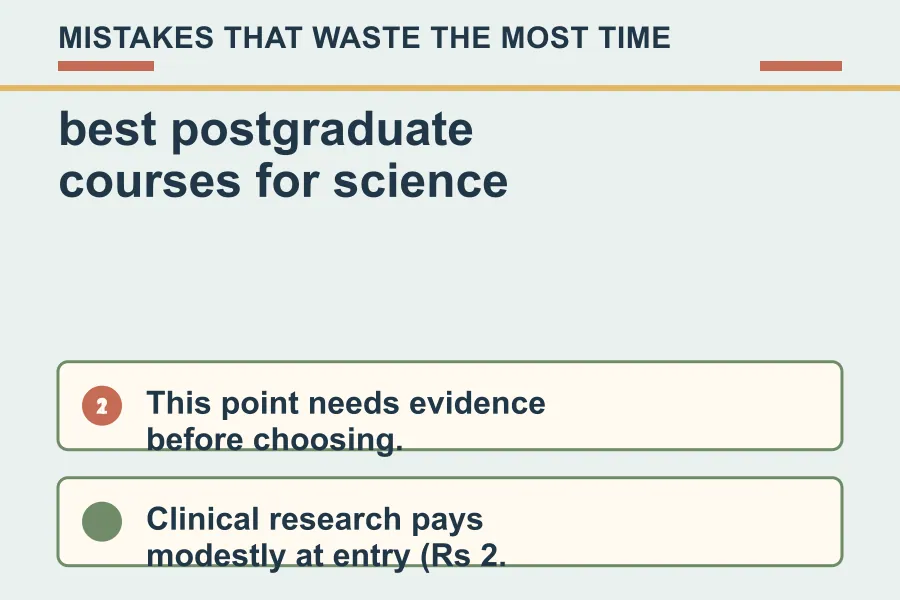 MISTAKES THAT WASTE THE MOST TIME
best postgraduate
courses for science
2
This point needs evidence
before choosing.
Clinical research pays
modestly at entry (Rs 2.